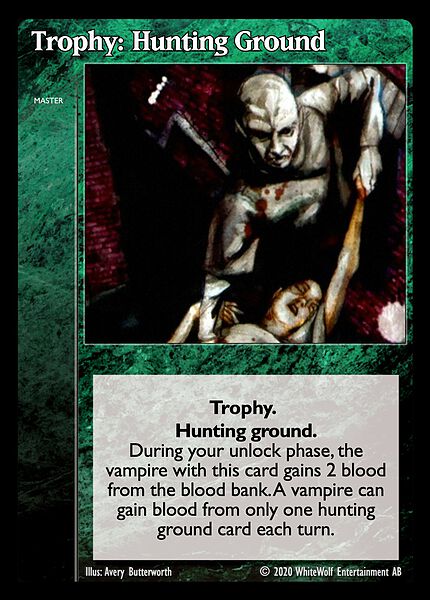 Trophy: Hunting Ground
MASTER
Trophy.
Hunting ground.
During your unlock phase, the
vampire with this card gains 2 blood
from the blood bank. A vampire can
gain blood from only one hunting
ground card each turn.
Illus: Avery Butterworth
© 2020 WhiteWolf Entertainment AB